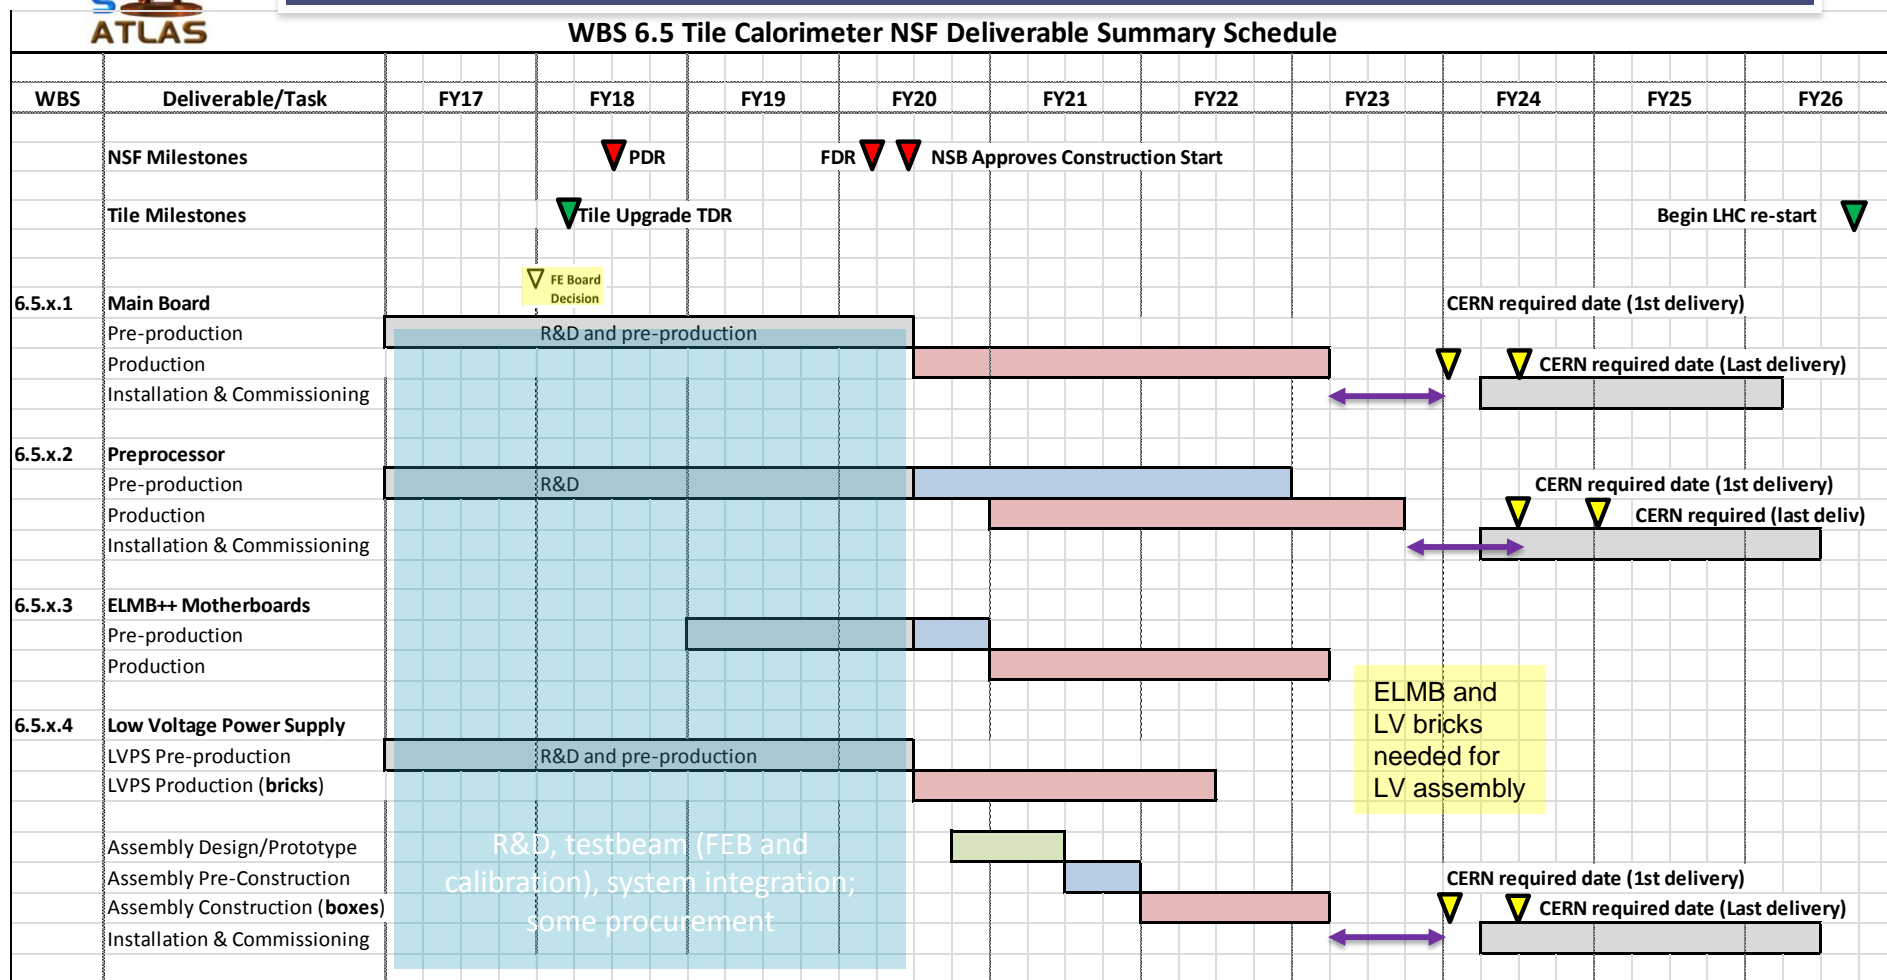 ATLAS
WBS 6.5 Tile Calorimeter NSF Deliverable Summary Schedule
WBS Deliverable/Task FY17 FY18 FY19 FY20 FY21 FY22 FY23 FY24 FY25 FY26
NSF Milestones PDR FDR NSB Approves Construction Start
Tile Milestones Tile Upgrade TDR Begin LHC re-start
FE Board
Decision
6.5.x.1 Main Board CERN required date (1st delivery)
Pre-production R&D and pre-production
Production CERN required date (Last delivery)
Installation & Commissioning
6.5.x.2 Preprocessor
Pre-production R&D CERN required date (1st delivery)
Production CERN required (last deliv)
Installation & Commissioning
6.5.x.3 ELMB++ Motherboards
Pre-production
Production
ELMB and
LV bricks
needed for
LV assembly
6.5.x.4 Low Voltage Power Supply
LVPS Pre-production R&D and pre-production
LVPS Production (bricks)
R&D, testbeam (FEB and
calibration), system integration;
some procurement
Assembly Design/Prototype
Assembly Pre-Construction CERN required date (1st delivery)
Assembly Construction (boxes) CERN required date (Last delivery)
Installation & Commissioning